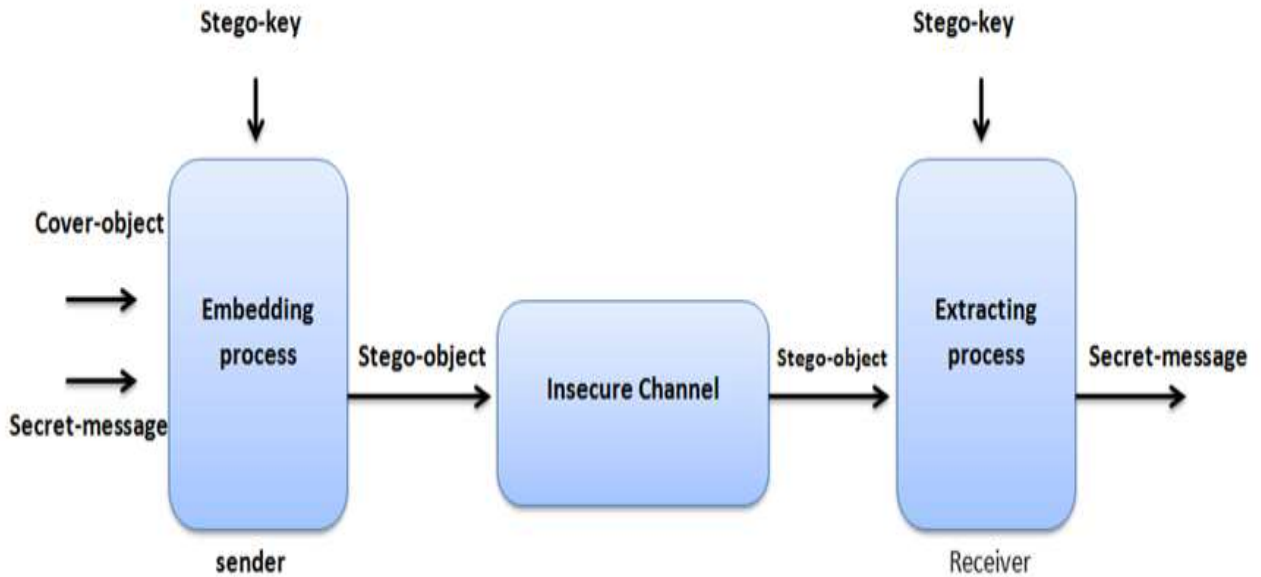 Stego-key
Stego-key
Cover-object
Embedding
process
Extracting
process
Stego-object
Stego-object
Secret-message
Insecure Channel
Secret-message
sender
Receiver